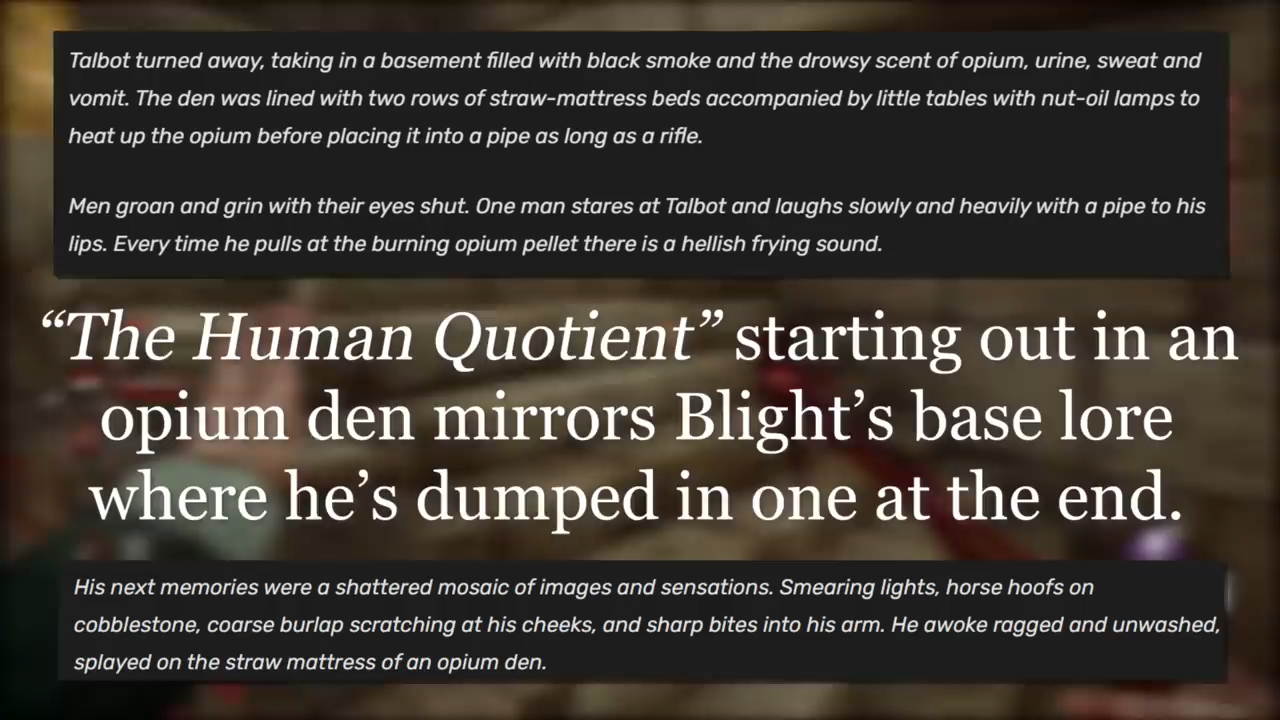 Talbot turned away, taking in a basement filled with black smoke and the drowsy scent of opium, urine, sweat and
vomit. The den was lined with two rows of straw-mattress beds accompanied by little tables with nut-oil lamps to
heat up the opium before placing it into a pipe as long as a rifle.
Men groan and grin with their eyes shut. One man stares at Talbot and laughs slowly and heavily with a pipe to his
lips. Every time he pulls at the burning opium pellet there is a hellish frying sound.
“The Human Quotient” starting out in an
opium den mirrors Blight’s base lore
where he’s dumped in one at the end.
His next memories were a shattered mosaic of images and sensations. Smearing lights, horse hoofs on
cobblestone, coarse burlap scratching at his cheeks, and sharp bites into his arm. He awoke ragged and unwashed,
splayed on the straw mattress of an opium den.